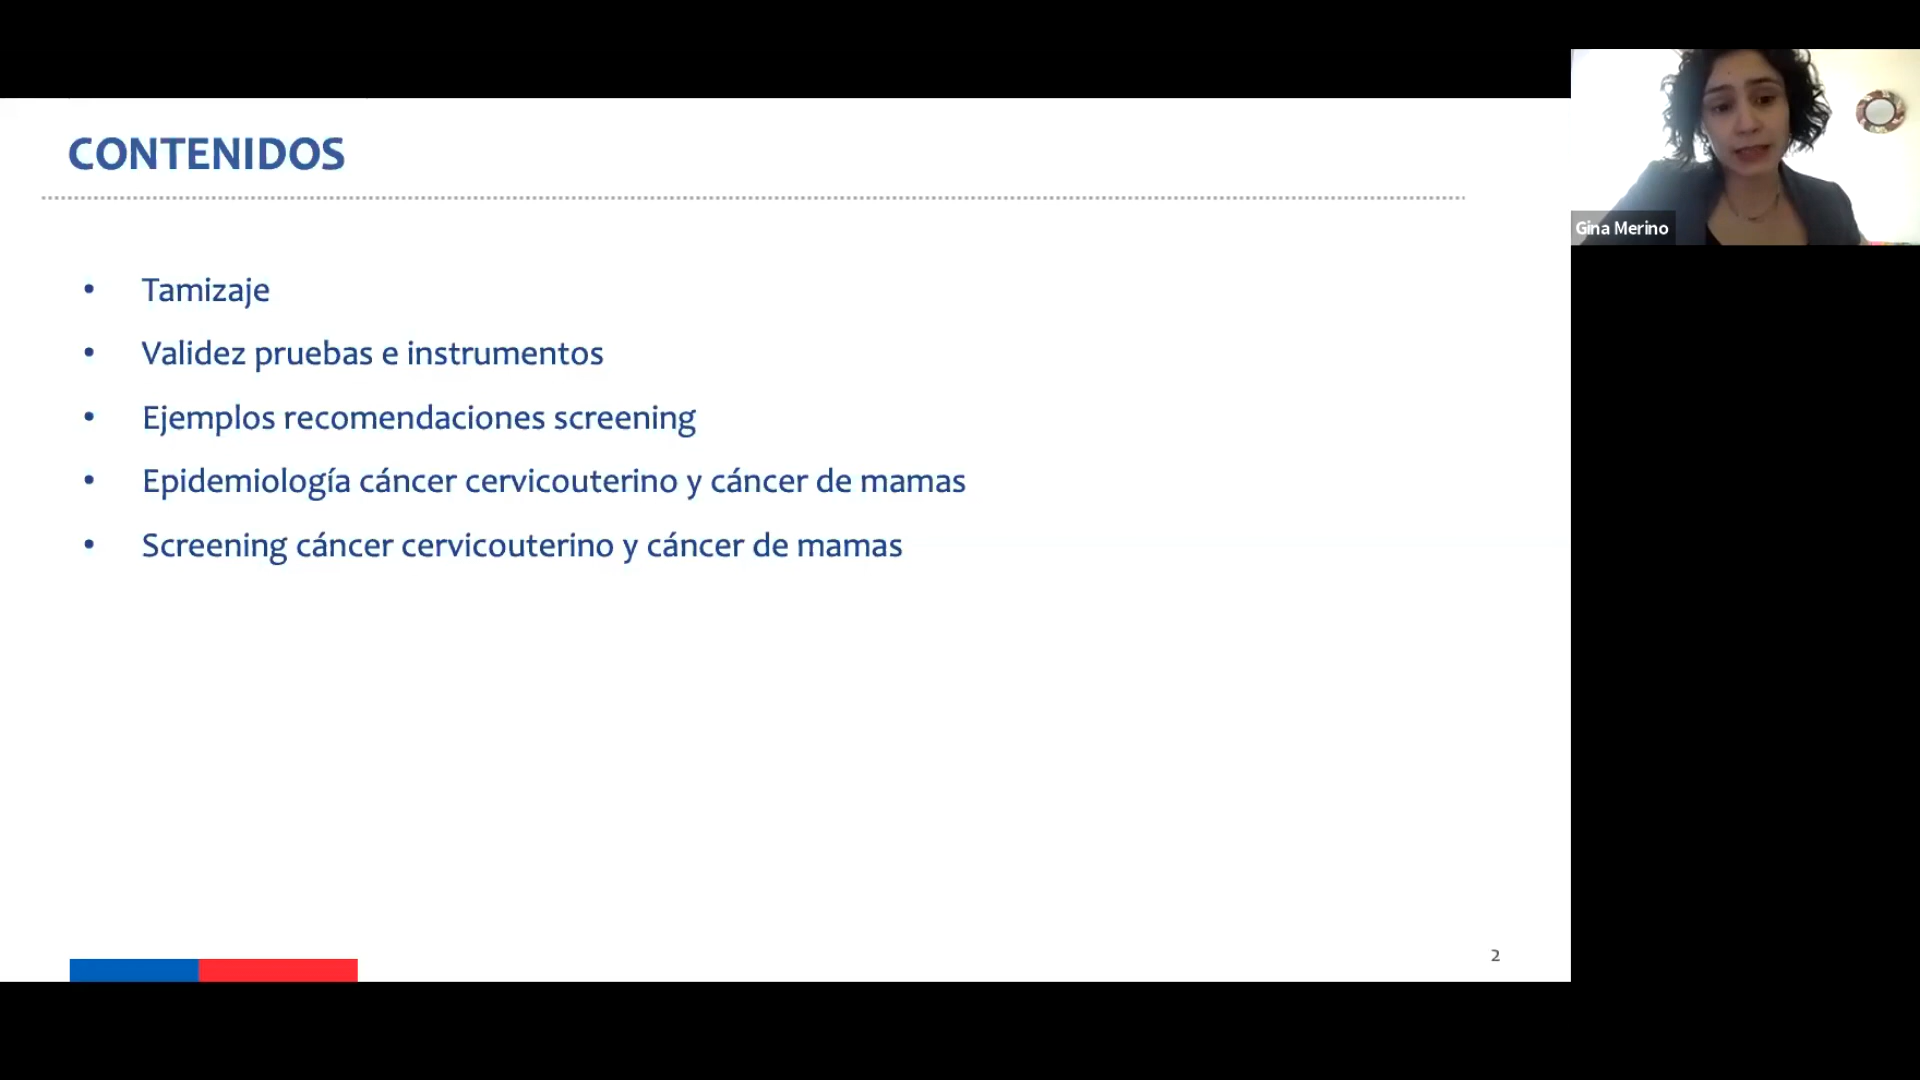 CONTENIDOS
Gina Merino
• Tamizaje
• Validez pruebas e instrumentos
• Ejemplos recomendaciones screening
• Epidemiología cáncer cervicouterino y cáncer de mamas
• Screening cáncer cervicouterino y cáncer de mamas
2